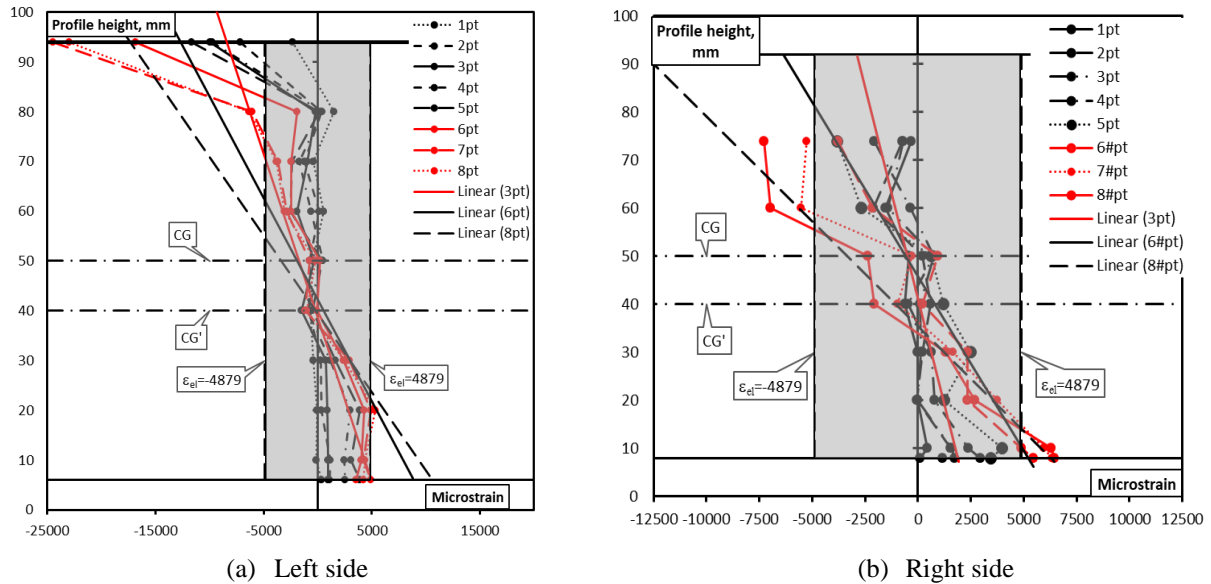 Profile height, mm
100
90
80
70
60
50
40
30
20
10
0
-25000 -15000 -5000 5000 15000
CG
CG'
εel=-4879
εel=4879
Microstrain
1pt
2pt
3pt
4pt
5pt
6pt
7pt
8pt
Linear (3pt)
Linear (6pt)
Linear (8pt)
(a) Left side
Profile height,
mm
100
90
80
70
60
50
40
30
20
10
0
-12500 -10000 -7500 -5000 -2500 0 2500 5000 7500 10000 12500
CG
CG'
εel=-4879
εel=4879
Microstrain
1pt
2pt
3pt
4pt
5pt
6#pt
7#pt
8#pt
Linear (3pt)
Linear (6#pt)
Linear (8#pt)
(b) Right side